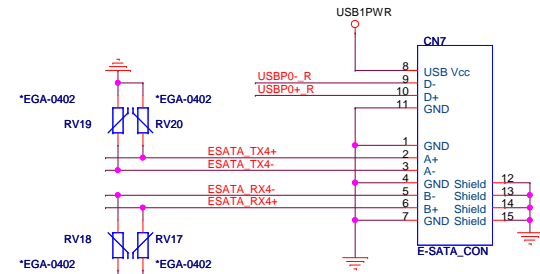 USB1PWR
CN7
8 USB Vcc
USBP0-_R 9 D-
USBP0+_R 10 D+
11 GND
*EGA-0402 *EGA-0402
RV19 RV20
1 GND
ESATA_TX4+ 2 A+
ESATA_TX4- 3 A-
4 GND Shield 12
ESATA_RX4- 5 B- Shield 13
ESATA_RX4+ 6 B+ Shield 14
7 GND Shield 15
RV18 RV17
E-SATA_CON
*EGA-0402 *EGA-0402